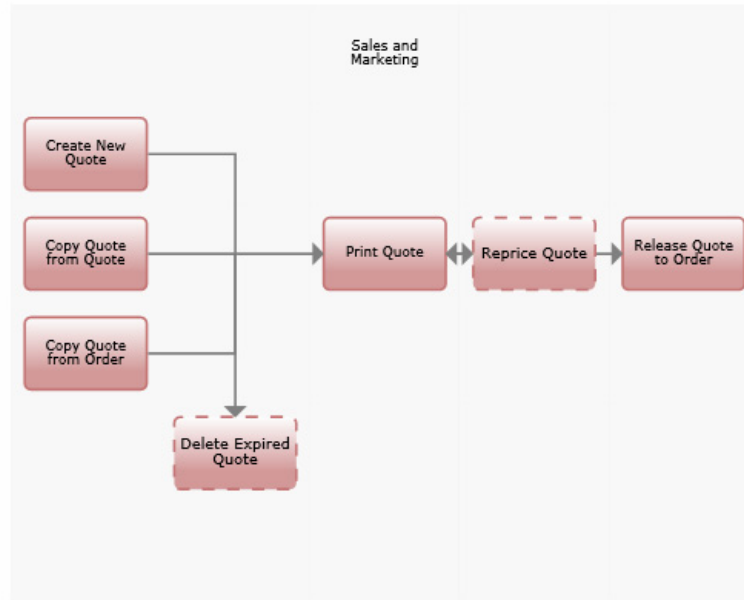 Sales and
Marketing
Create New
Quote
Copy Quote
from Quote
Print Quote
Reprice Quote
Release Quote
to Order
Copy Quote
from Order
Delete Expired
Quote